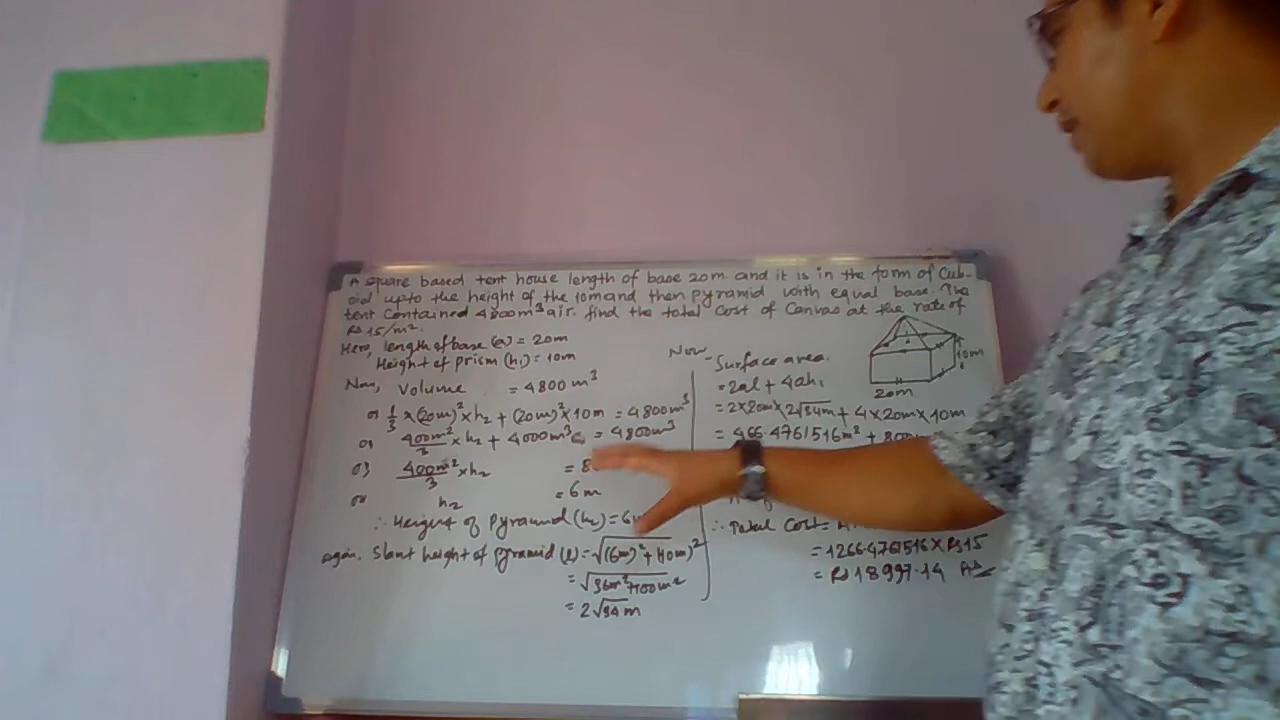 A square based tent house length of base 20m and it is in the form of Cub-
oid upto the height of the 10m and then pyramid with equal base. The
tent contained 4800m³ air. find the total cost of Canvas at the rate of
Rs 15/m².
Here, length of base (a) = 20m
Height of prism (h₁) = 10m
Now, Volume = 4800 m³
or 1/3 × (20m)² × h₂ + (20m)² × 10m = 4800m³
or, 400m²/3 × h₂ + 4000m³ = 4800m³
or, 400m²/3 × h₂ = 8
or h₂ = 6m
∴ Height of Pyramid (h₂) = 6
Again, Slant height of Pyramid (l) = √(6m)² + (10m)²
= √36m² + 100m²
= 2√34 m
Now
Surface area
= 2al + 4ah₁
= 2×20m×2√34m + 4×20m×10m
= 466.4761516m² + 800
∴ Total Cost =
= 1266.4761516 × Rs 15
= Rs 18997.14 Ans
10m
20m